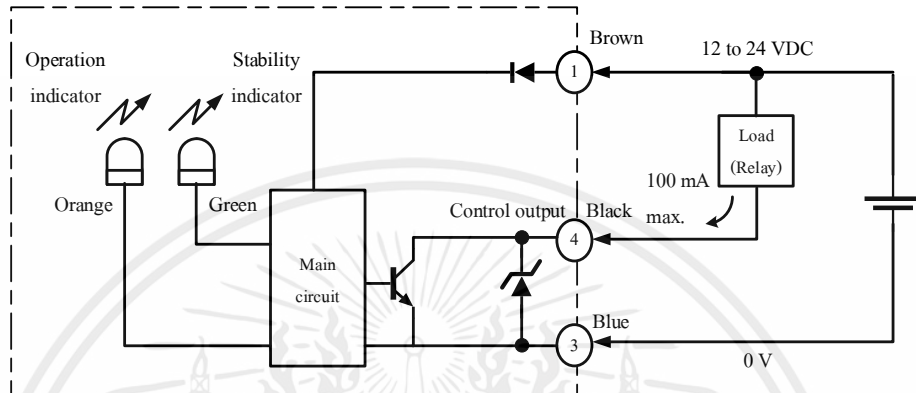 Operation
indicator
Stability
indicator
Brown
12 to 24 VDC
1
Load
(Relay)
100 mA
max.
Orange
Green
Control output
Black
4
Main
circuit
Blue
3
0 V